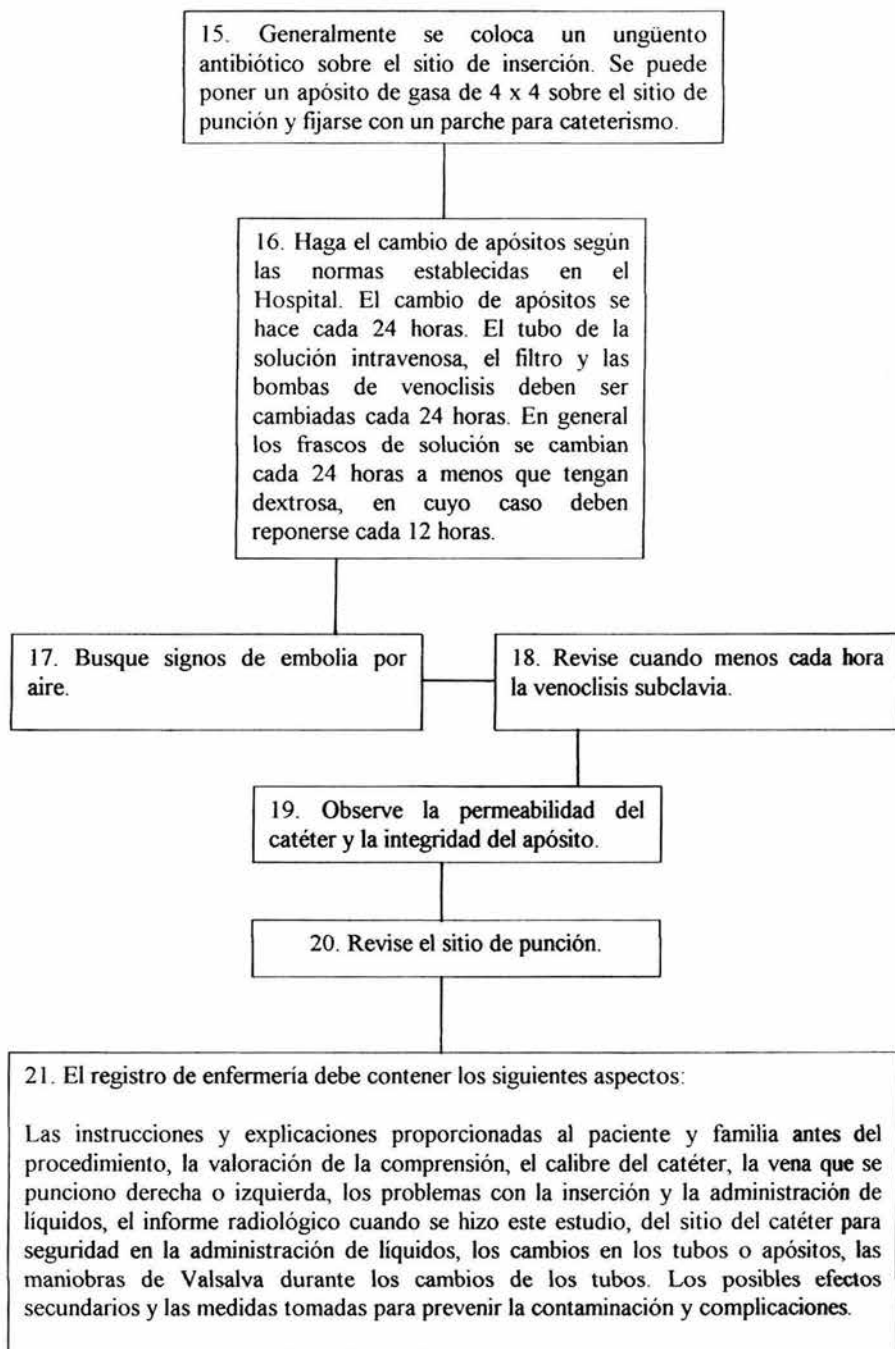 15. Generalmente se coloca un ungüento
antibiótico sobre el sitio de inserción. Se puede
poner un apósito de gasa de 4 x 4 sobre el sitio de
punción y fijarse con un parche para cateterismo.
16. Haga el cambio de apósitos según
las normas establecidas en el
Hospital. El cambio de apósitos se
hace cada 24 horas. El tubo de la
solución intravenosa, el filtro y las
bombas de venoclisis deben ser
cambiadas cada 24 horas. En general
los frascos de solución se cambian
cada 24 horas a menos que tengan
dextrosa, en cuyo caso deben
reponerse cada 12 horas.
17. Busque signos de embolia por
aire.
18. Revise cuando menos cada hora
la venoclisis subclavia.
19. Observe la permeabilidad del
catéter y la integridad del apósito.
20. Revise el sitio de punción.
21. El registro de enfermería debe contener los siguientes aspectos:
Las instrucciones y explicaciones proporcionadas al paciente y familia antes del
procedimiento, la valoración de la comprensión, el calibre del catéter, la vena que se
punciono derecha o izquierda, los problemas con la inserción y la administración de
líquidos, el informe radiológico cuando se hizo este estudio, del sitio del catéter para
seguridad en la administración de líquidos, los cambios en los tubos o apósitos, las
maniobras de Valsalva durante los cambios de los tubos. Los posibles efectos
secundarios y las medidas tomadas para prevenir la contaminación y complicaciones.